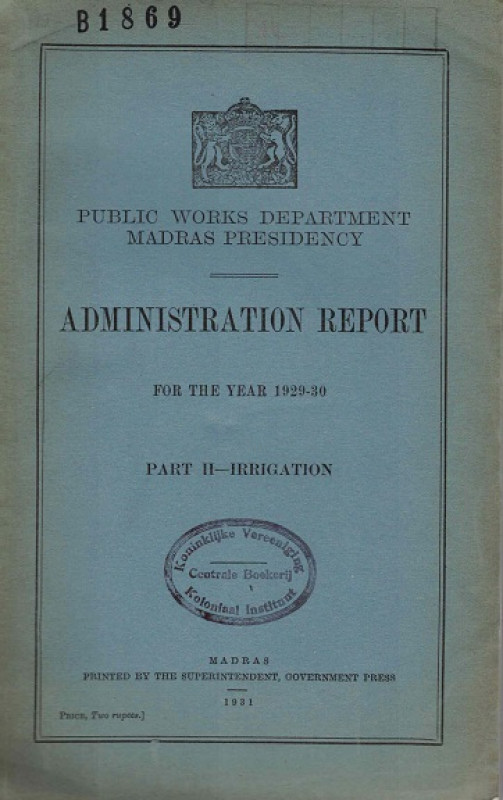 B1869
PUBLIC WORKS DEPARTMENT
MADRAS PRESIDENCY
ADMINISTRATION REPORT
FOR THE YEAR 1929-30
PART II—IRRIGATION
Koninklijke Vereeniging
Centrale Boekerij
Koloniaal Instituut
MADRAS
PRINTED BY THE SUPERINTENDENT, GOVERNMENT PRESS
1931
PRICE, Two rupees.]